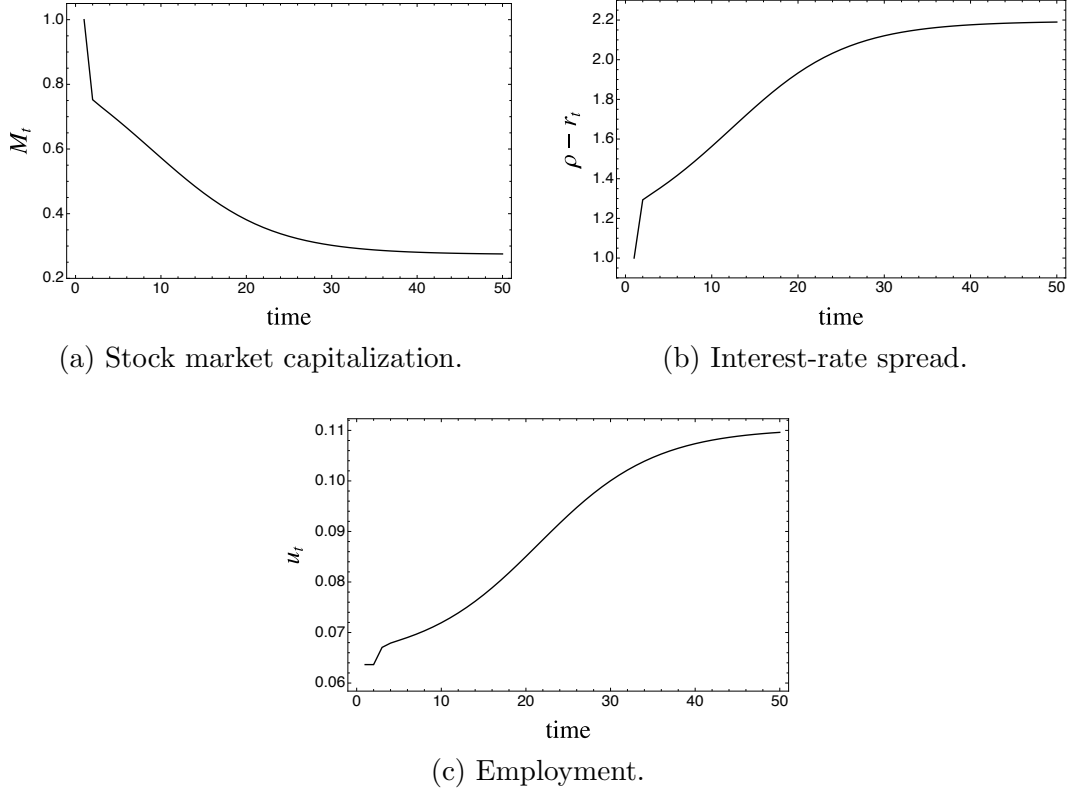 1.0
0.8
0.6
0.4
0.2
M_t
0 10 20 30 40 50
time
(a) Stock market capitalization.
2.2
2.0
1.8
1.6
1.4
1.2
1.0
ρ − r_t
0 10 20 30 40 50
time
(b) Interest-rate spread.
0.11
0.10
0.09
0.08
0.07
0.06
u_t
0 10 20 30 40 50
time
(c) Employment.